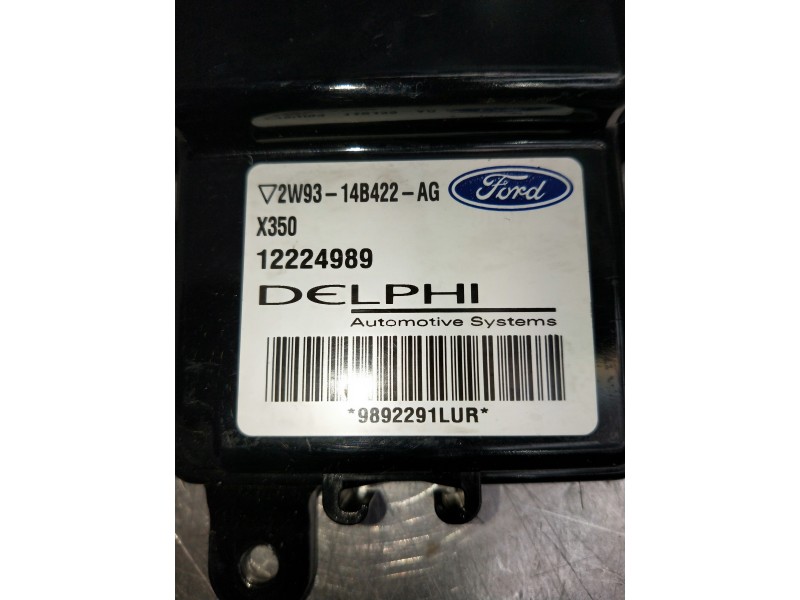 ▽2W93-14B422-AG Ford
X350
12224989
DELPHI
Automotive Systems
*9892291LUR*